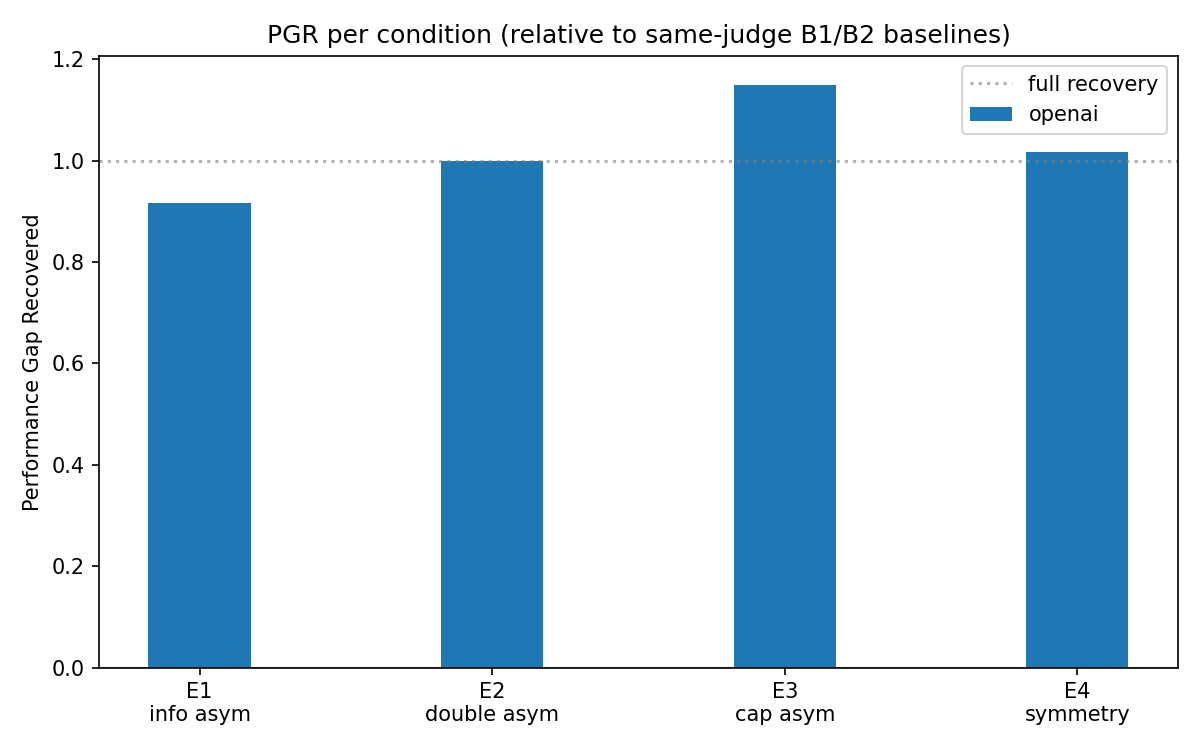 PGR per condition (relative to same-judge B1/B2 baselines)
full recovery
openai
Performance Gap Recovered
1.2
1.0
0.8
0.6
0.4
0.2
0.0
E1
info asym
E2
double asym
E3
cap asym
E4
symmetry